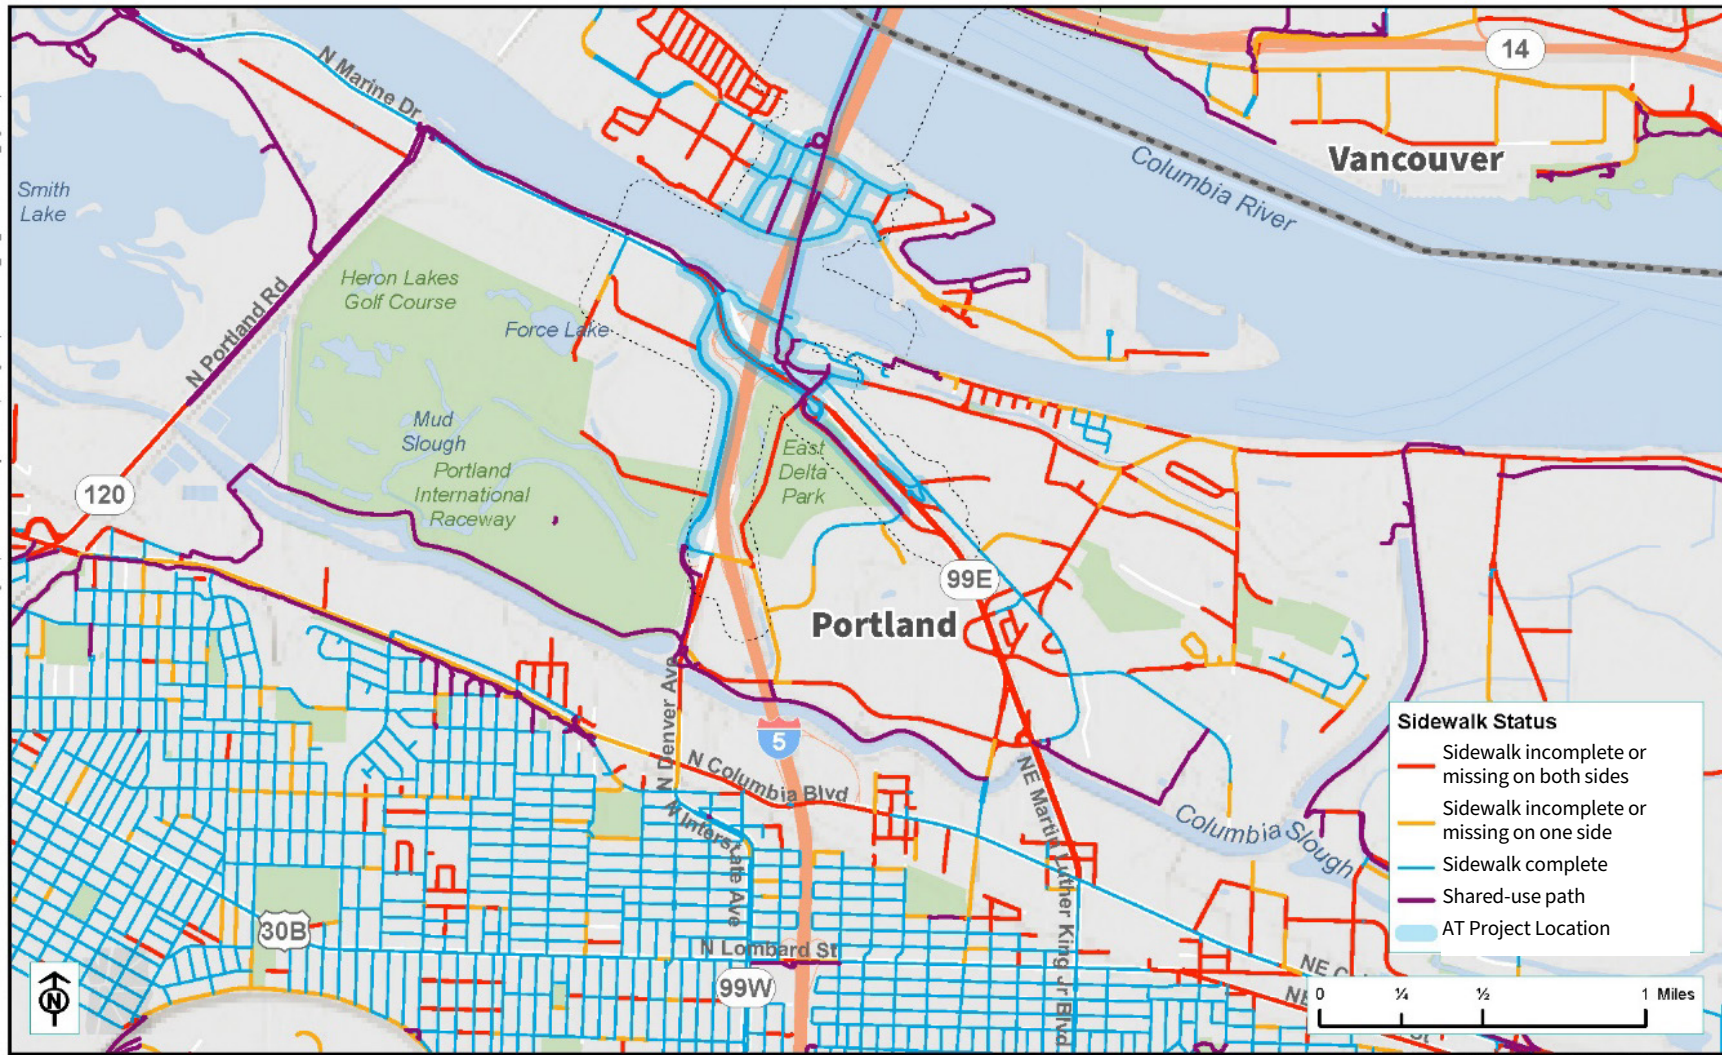 14
N Marine Dr
Vancouver
Columbia River
Smith
Lake
Heron Lakes
Golf Course
Force Lake
N Portland Rd
Mud
Slough
Portland
International
Raceway
East
Delta
Park
120
99E
Portland
N Denver Ave
5
N Columbia Blvd
N Interstate Ave
NE Martin Luther King Jr Blvd
Columbia Slough
30B
N Lombard St
99W
Sidewalk Status
Sidewalk incomplete or
missing on both sides
Sidewalk incomplete or
missing on one side
Sidewalk complete
Shared-use path
AT Project Location
NE
NE
N
0 ¼ ½ 1 Miles